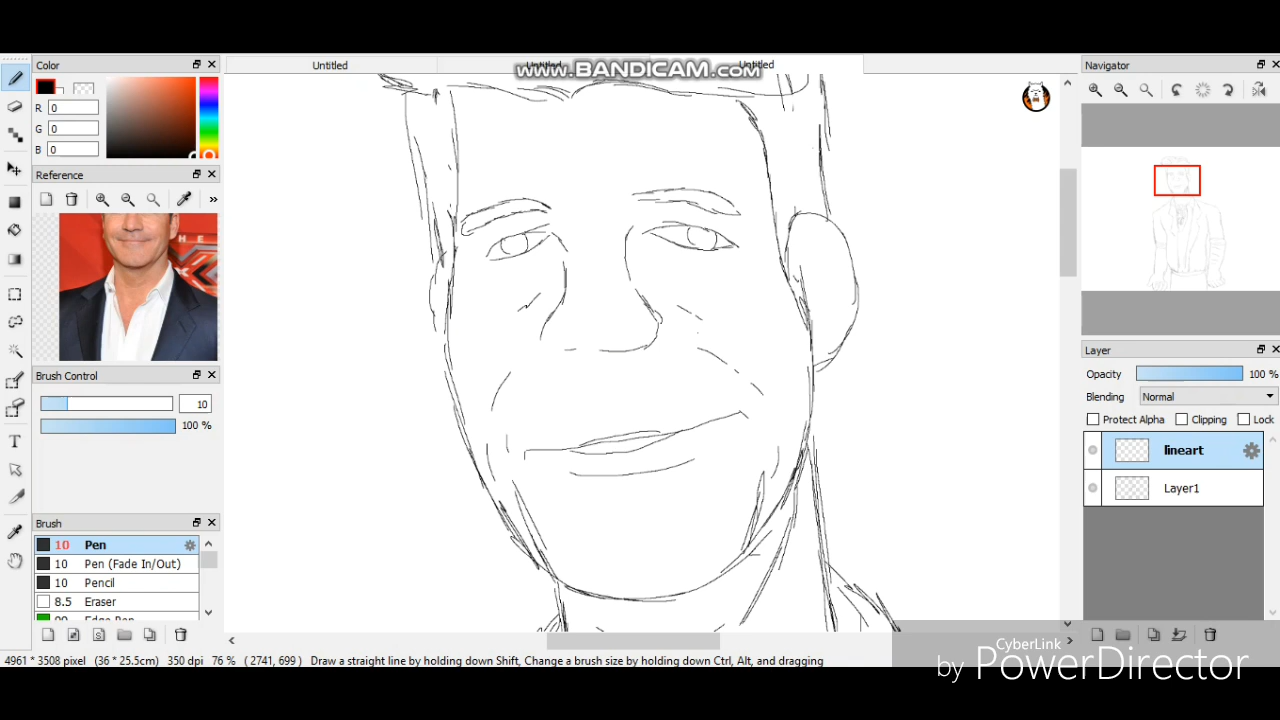 Color
Untitled
Untitled
Untitled
www.BANDICAM.com
Navigator
R 0
G 0
B 0
Reference
»
HE
Brush Control
10
100 %
Layer
Opacity 100 %
Blending Normal
Protect Alpha Clipping Lock
lineart
Layer1
T
Brush
10 Pen
10 Pen (Fade In/Out)
10 Pencil
8.5 Eraser
4961 * 3508 pixel (36 * 25.5cm) 350 dpi 76 % ( 2741, 699 ) Draw a straight line by holding down Shift, Change a brush size by holding down Ctrl, Alt, and dragging
CyberLink
by PowerDirector